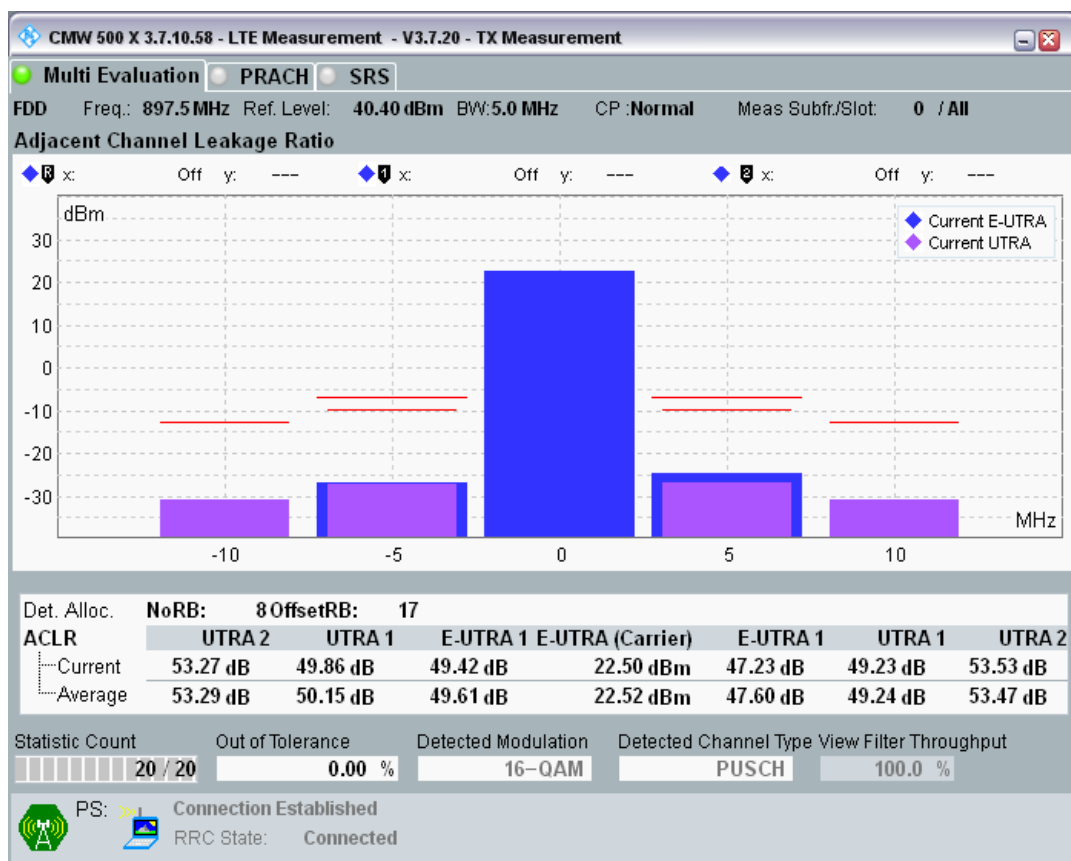 CMW 500 X 3.7.10.58 - LTE Measurement - V3.7.20 - TX Measurement
Multi Evaluation PRACH SRS
FDD Freq.: 897.5 MHz Ref. Level: 40.40 dBm BW:5.0 MHz CP :Normal Meas Subfr./Slot: 0 / All
Adjacent Channel Leakage Ratio
R x: Off y: --- 1 x: Off y: --- 2 x: Off y: ---
dBm
Current E-UTRA
Current UTRA
30
20
10
0
-10
-20
-30
MHz
-10 -5 0 5 10
Det. Alloc. NoRB: 8 OffsetRB: 17
ACLR UTRA 2 UTRA 1 E-UTRA 1 E-UTRA (Carrier) E-UTRA 1 UTRA 1 UTRA 2
Current 53.27 dB 49.86 dB 49.42 dB 22.50 dBm 47.23 dB 49.23 dB 53.53 dB
Average 53.29 dB 50.15 dB 49.61 dB 22.52 dBm 47.60 dB 49.24 dB 53.47 dB
Statistic Count Out of Tolerance Detected Modulation Detected Channel Type View Filter Throughput
20 / 20 0.00 % 16-QAM PUSCH 100.0 %
PS: Connection Established
RRC State: Connected